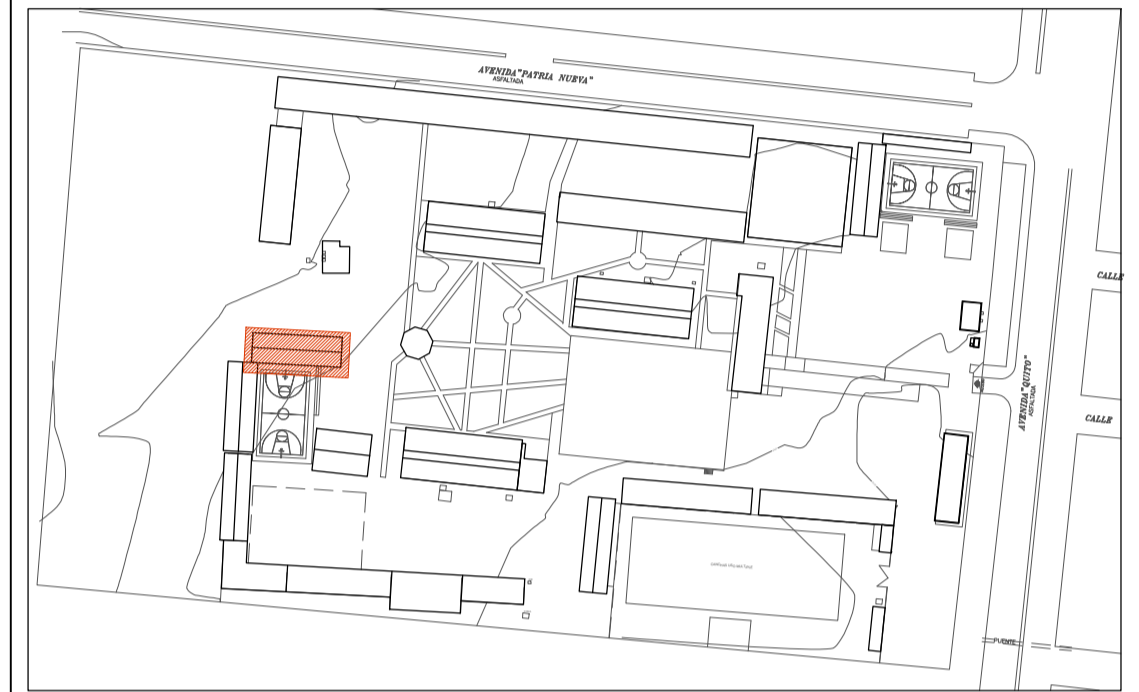 AVENIDA"PATRIA NUEVA"
ASFALTADA
CALLE
AVENIDA"QUITO"
ASFALTADA
CALLE
PUENTE